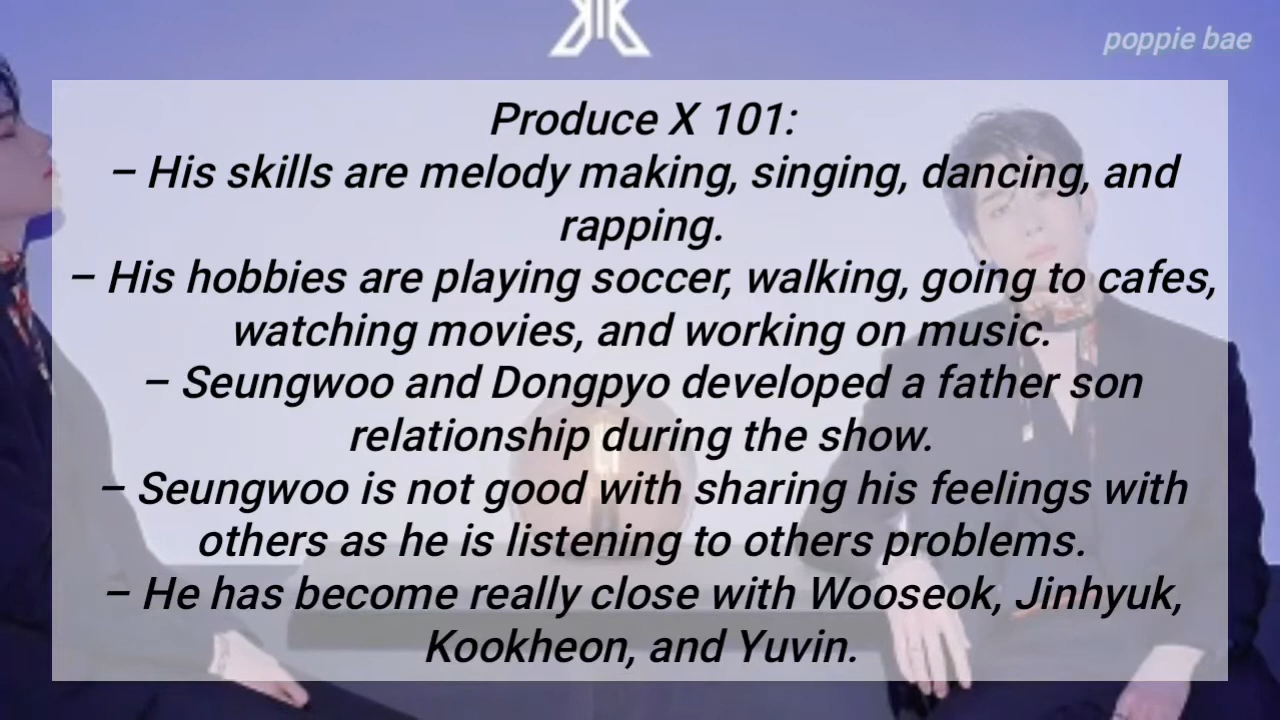 poppie bae
Produce X 101:
– His skills are melody making, singing, dancing, and
rapping.
– His hobbies are playing soccer, walking, going to cafes,
watching movies, and working on music.
– Seungwoo and Dongpyo developed a father son
relationship during the show.
– Seungwoo is not good with sharing his feelings with
others as he is listening to others problems.
– He has become really close with Wooseok, Jinhyuk,
Kookheon, and Yuvin.